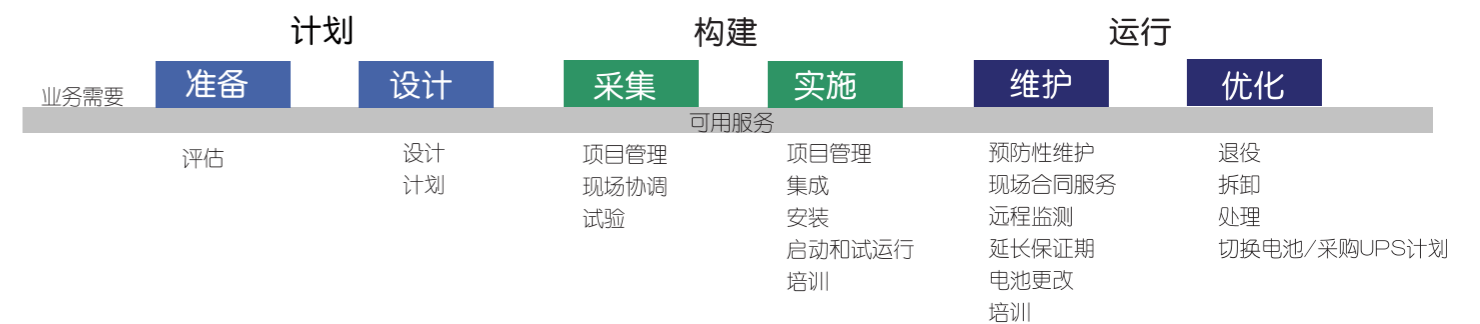 计划
构建
运行
业务需要
准备
设计
采集
实施
维护
优化
可用服务
评估
设计
计划
项目管理
现场协调
试验
项目管理
集成
安装
启动和试运行
培训
预防性维护
现场合同服务
远程监测
延长保证期
电池更改
培训
退役
拆卸
处理
切换电池/采购UPS计划